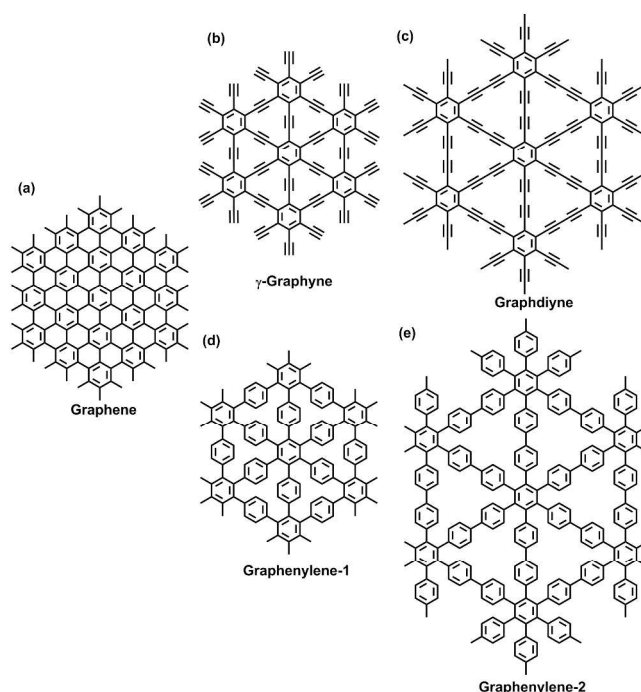 (b)
(c)
(a)
γ-Graphyne
Graphdiyne
(d)
(e)
Graphene
Graphenylene-1
Graphenylene-2